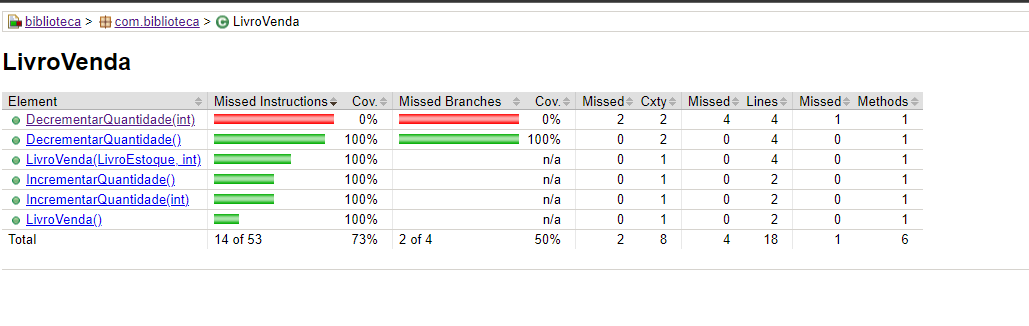 biblioteca > com.biblioteca > LivroVenda
LivroVenda
Element Missed Instructions Cov. Missed Branches Cov. Missed Cxty Missed Lines Missed Methods
DecrementarQuantidade(int) 0% 0% 2 2 4 4 1 1
DecrementarQuantidade() 100% 100% 0 2 0 4 0 1
LivroVenda(LivroEstoque, int) 100% n/a 0 1 0 4 0 1
IncrementarQuantidade() 100% n/a 0 1 0 2 0 1
IncrementarQuantidade(int) 100% n/a 0 1 0 2 0 1
LivroVenda() 100% n/a 0 1 0 2 0 1
Total 14 of 53 73% 2 of 4 50% 2 8 4 18 1 6